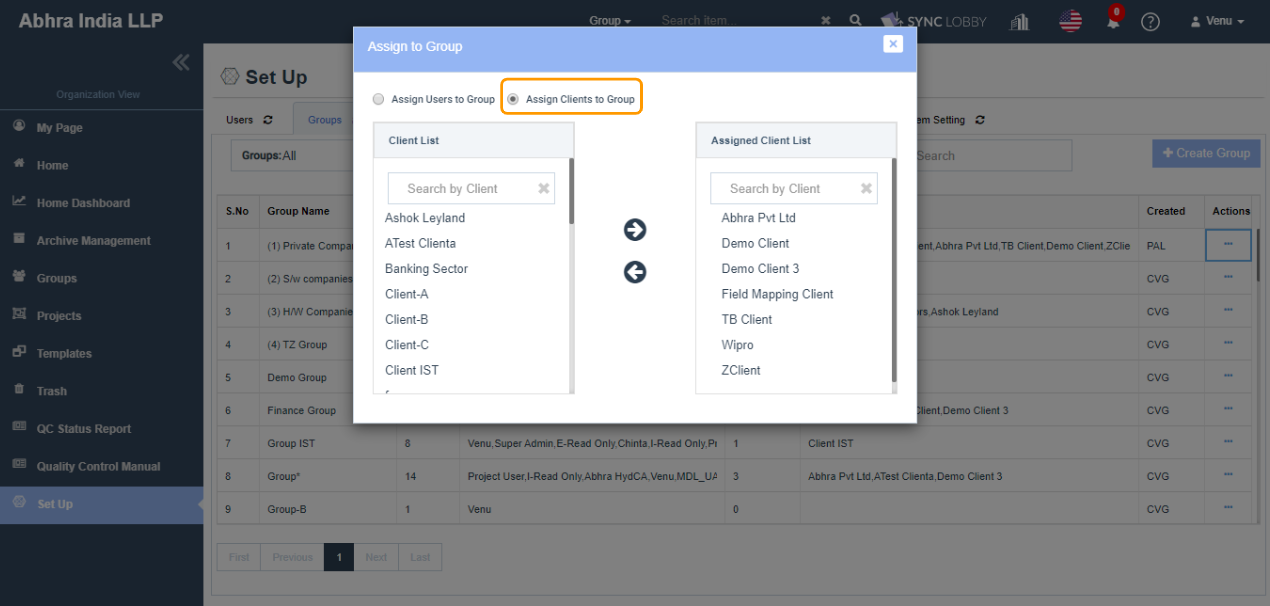 Abhra India LLP
Group
Search item...
SYNC LOBBY
0
Venu
Organization View
My Page
Home
Home Dashboard
Archive Management
Groups
Projects
Templates
Trash
QC Status Report
Quality Control Manual
Set Up
Set Up
Users
Groups
Setting
Groups:All
Search
Create Group
Assign to Group
Assign Users to Group
Assign Clients to Group
Client List
Search by Client
Ashok Leyland
ATest Clienta
Banking Sector
Client-A
Client-B
Client-C
Client IST
Assigned Client List
Search by Client
Abhra Pvt Ltd
Demo Client
Demo Client 3
Field Mapping Client
TB Client
Wipro
ZClient
S.No Group Name Created Actions
1 (1) Private Compa ent,Abhra Pvt Ltd,TB Client,Demo Client,ZClie PAL
2 (2) S/w companies CVG
3 (3) H/W Companie rs,Ashok Leyland CVG
4 (4) TZ Group CVG
5 Demo Group CVG
6 Finance Group Client,Demo Client 3 CVG
7 Group IST 8 Venu,Super Admin,E-Read Only,Chinta,I-Read Only,Pr 1 Client IST CVG
8 Group* 14 Project User,I-Read Only,Abhra HydCA,Venu,MDL_UA 3 Abhra Pvt Ltd,ATest Clienta,Demo Client 3 CVG
9 Group-B 1 Venu 0 CVG
First Previous 1 Next Last